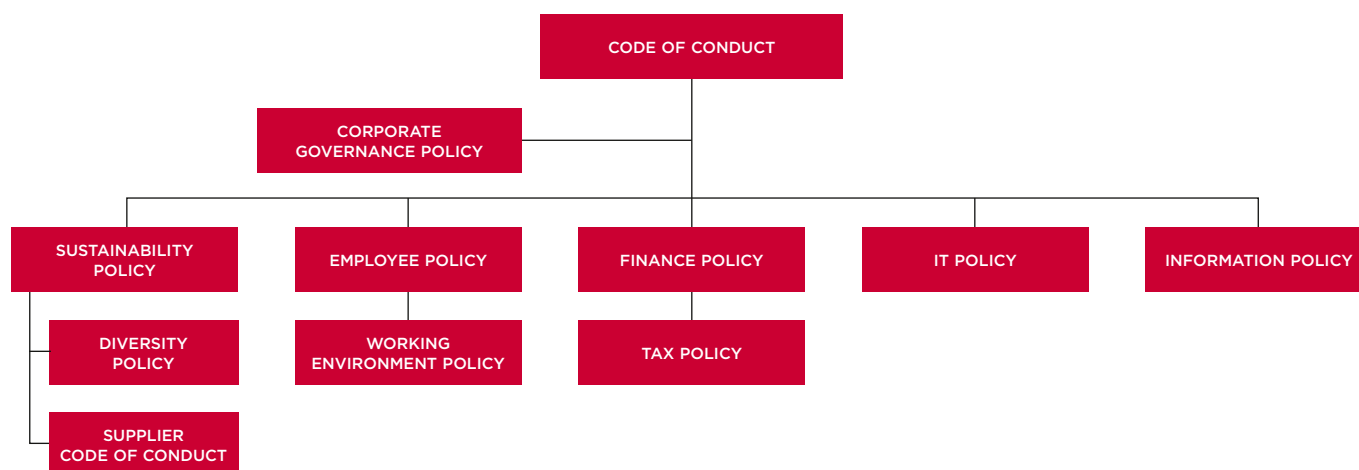 CODE OF CONDUCT
CORPORATE
GOVERNANCE POLICY
SUSTAINABILITY
POLICY
EMPLOYEE POLICY
FINANCE POLICY
IT POLICY
INFORMATION POLICY
DIVERSITY
POLICY
WORKING
ENVIRONMENT POLICY
TAX POLICY
SUPPLIER
CODE OF CONDUCT